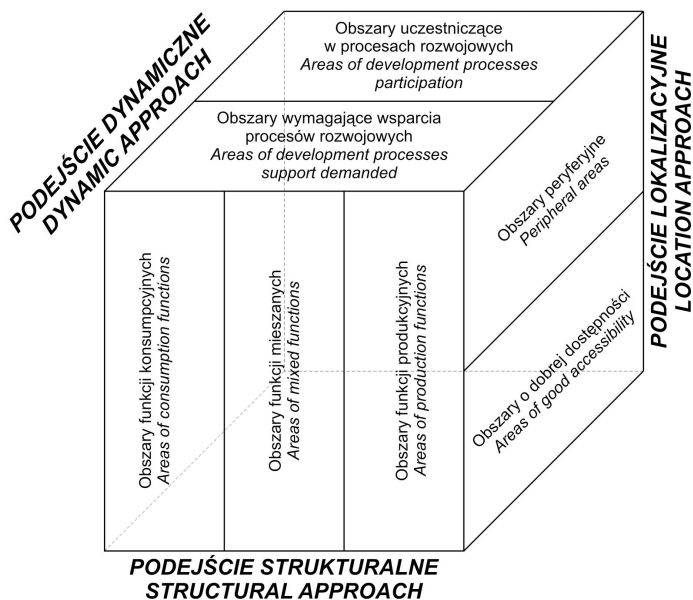 PODEJŚCIE DYNAMICZNE
DYNAMIC APPROACH
Obszary uczestniczące
w procesach rozwojowych
Areas of development processes
participation
Obszary wymagające wsparcia
procesów rozwojowych
Areas of development processes
support demanded
PODEJŚCIE LOKALIZACYJNE
LOCATION APPROACH
Obszary peryferyjne
Peripheral areas
Obszary o dobrej dostępności
Areas of good accessibility
Obszary funkcji konsumpcyjnych
Areas of consumption functions
Obszary funkcji mieszanych
Areas of mixed functions
Obszary funkcji produkcyjnych
Areas of production functions
PODEJŚCIE STRUKTURALNE
STRUCTURAL APPROACH